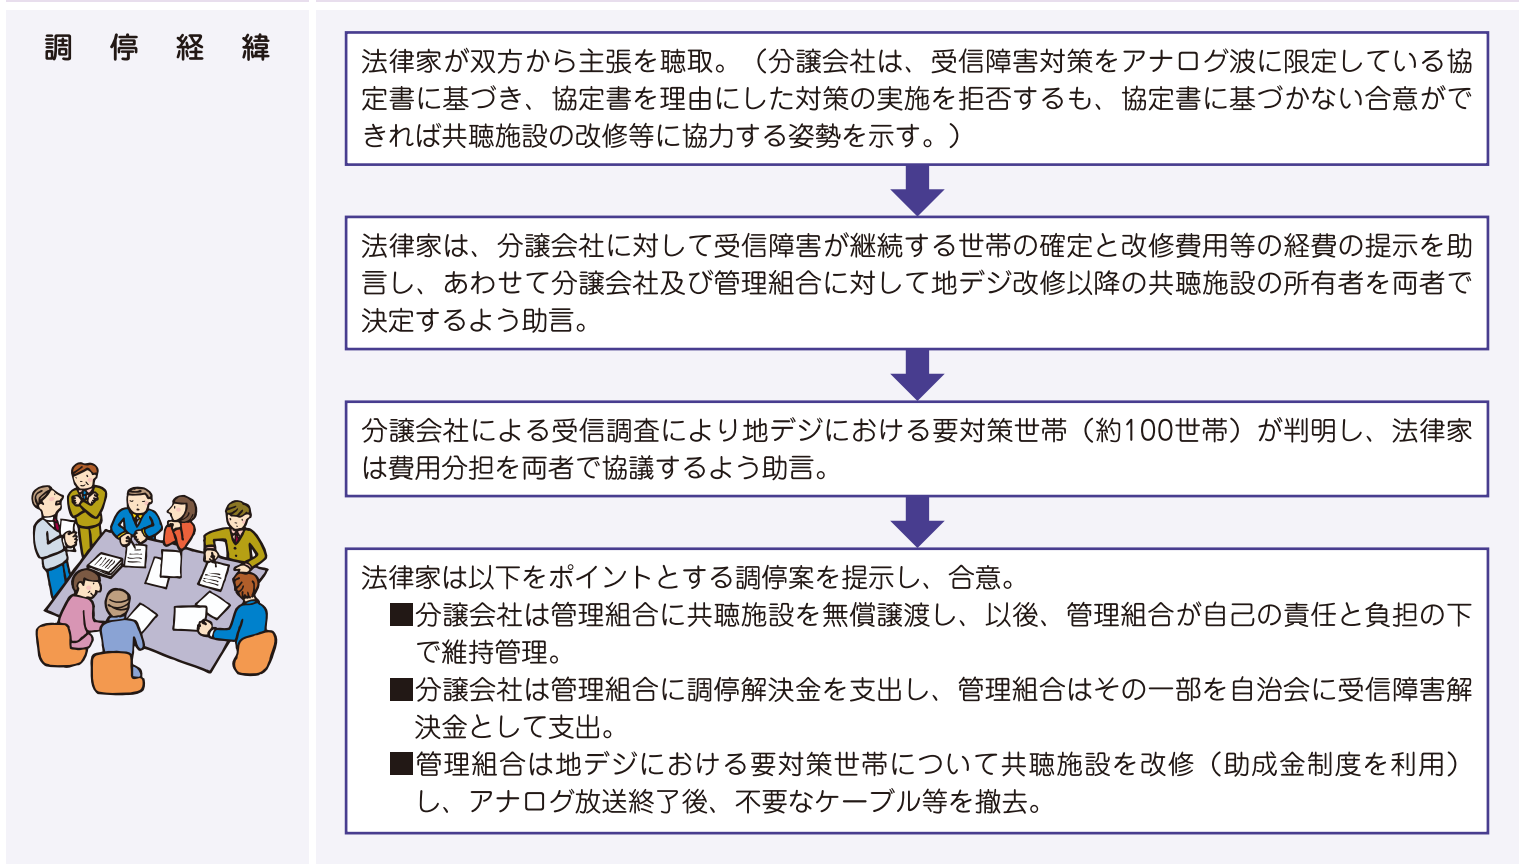 調停経緯
法律家が双方から主張を聴取。（分譲会社は、受信障害対策をアナログ波に限定している協
定書に基づき、協定書を理由にした対策の実施を拒否するも、協定書に基づかない合意がで
きれば共聴施設の改修等に協力する姿勢を示す。）
法律家は、分譲会社に対して受信障害が継続する世帯の確定と改修費用等の経費の提示を助
言し、あわせて分譲会社及び管理組合に対して地デジ改修以降の共聴施設の所有者を両者で
決定するよう助言。
分譲会社による受信調査により地デジにおける要対策世帯（約100世帯）が判明し、法律家
は費用分担を両者で協議するよう助言。
法律家は以下をポイントとする調停案を提示し、合意。
■分譲会社は管理組合に共聴施設を無償譲渡し、以後、管理組合が自己の責任と負担の下
で維持管理。
■分譲会社は管理組合に調停解決金を支出し、管理組合はその一部を自治会に受信障害解
決金として支出。
■管理組合は地デジにおける要対策世帯について共聴施設を改修（助成金制度を利用）
し、アナログ放送終了後、不要なケーブル等を撤去。